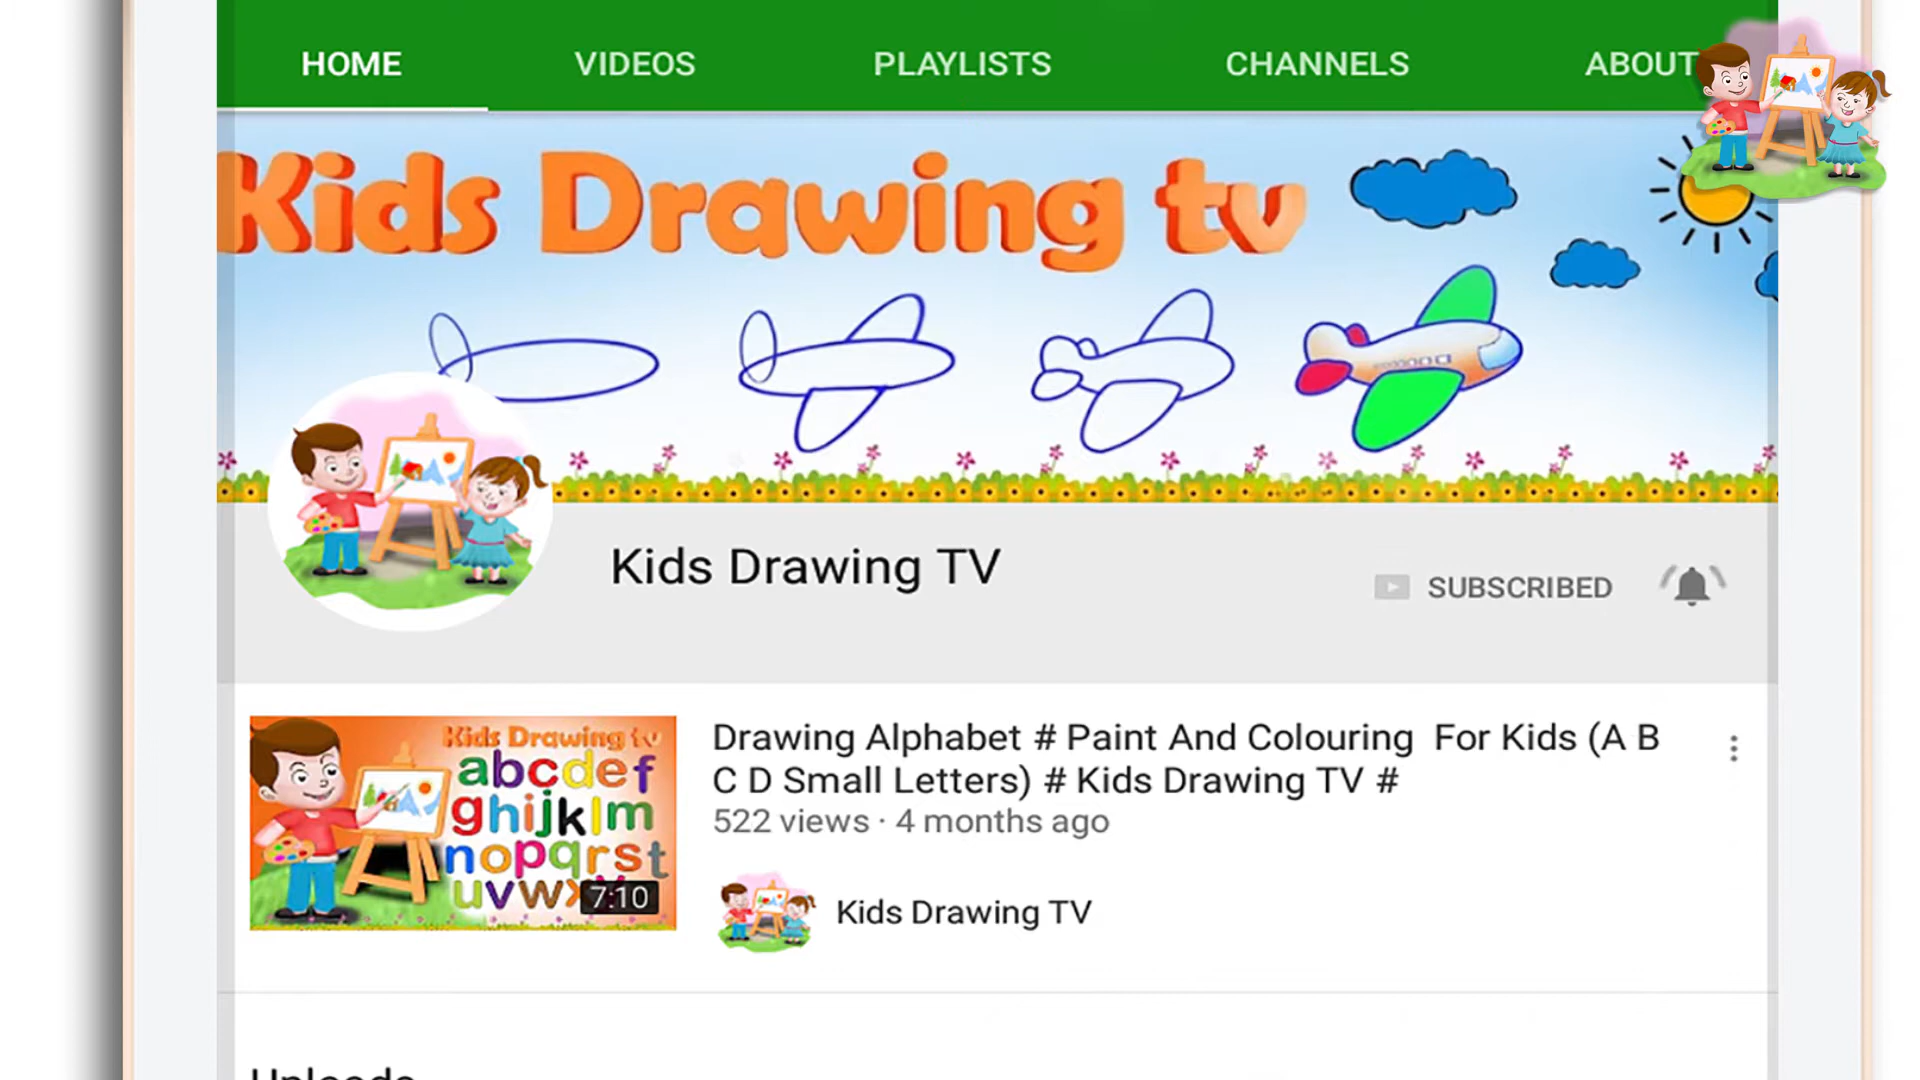 HOME VIDEOS PLAYLISTS CHANNELS ABOUT
Kids Drawing tv
Kids Drawing TV
SUBSCRIBED
Kids Drawing tv
abcdef
ghijklm
nopqrst
uvwx
7:10
Drawing Alphabet # Paint And Colouring For Kids (A B
C D Small Letters) # Kids Drawing TV #
522 views · 4 months ago
Kids Drawing TV
Uploads